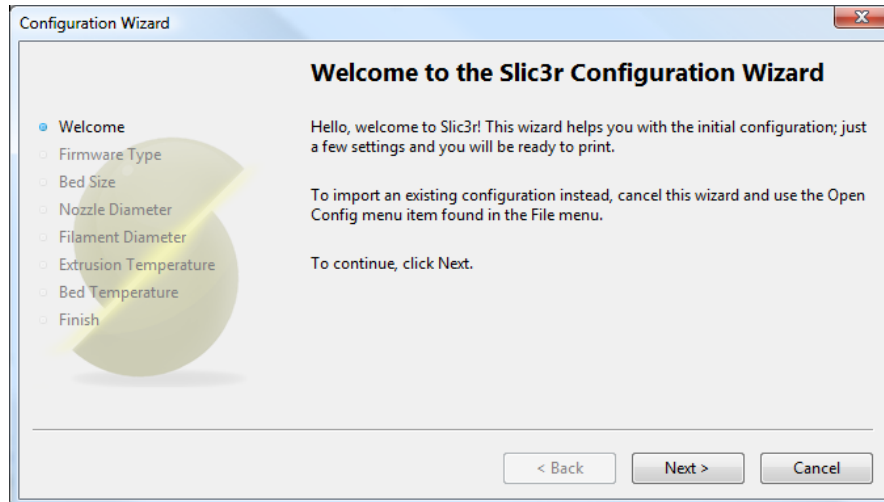 Configuration Wizard
Welcome to the Slic3r Configuration Wizard
Welcome
Firmware Type
Bed Size
Nozzle Diameter
Filament Diameter
Extrusion Temperature
Bed Temperature
Finish
Hello, welcome to Slic3r! This wizard helps you with the initial configuration; just
a few settings and you will be ready to print.
To import an existing configuration instead, cancel this wizard and use the Open
Config menu item found in the File menu.
To continue, click Next.
< Back
Next >
Cancel